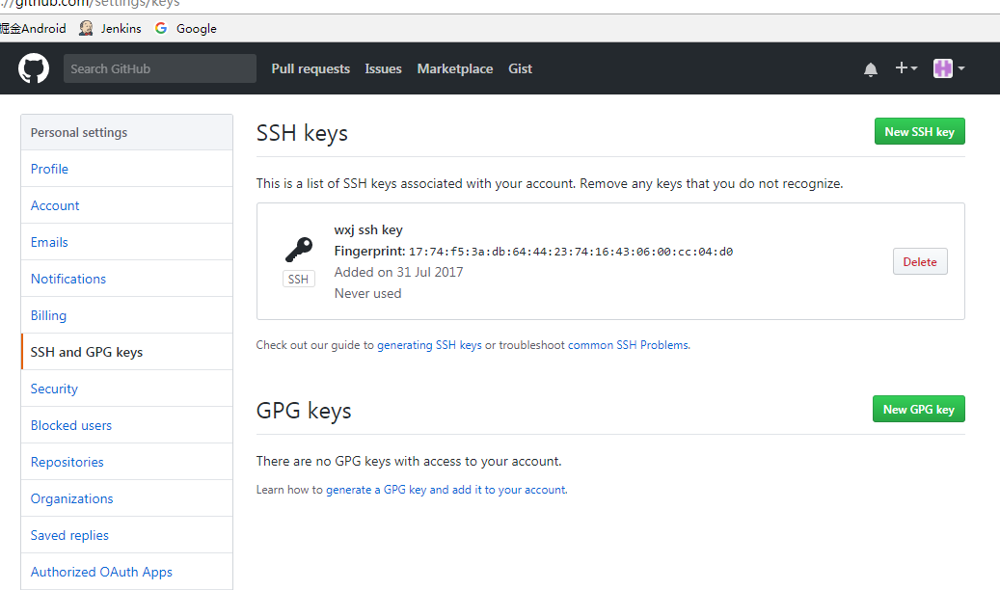 ://github.com/settings/keys
掘金Android Jenkins Google
Search GitHub Pull requests Issues Marketplace Gist
Personal settings
Profile
Account
Emails
Notifications
Billing
SSH and GPG keys
Security
Blocked users
Repositories
Organizations
Saved replies
Authorized OAuth Apps
SSH keys
New SSH key
This is a list of SSH keys associated with your account. Remove any keys that you do not recognize.
wxj ssh key
Fingerprint: 17:74:f5:3a:db:64:44:23:74:16:43:06:00:cc:04:d0
SSH
Added on 31 Jul 2017
Never used
Delete
Check out our guide to generating SSH keys or troubleshoot common SSH Problems.
GPG keys
New GPG key
There are no GPG keys with access to your account.
Learn how to generate a GPG key and add it to your account.